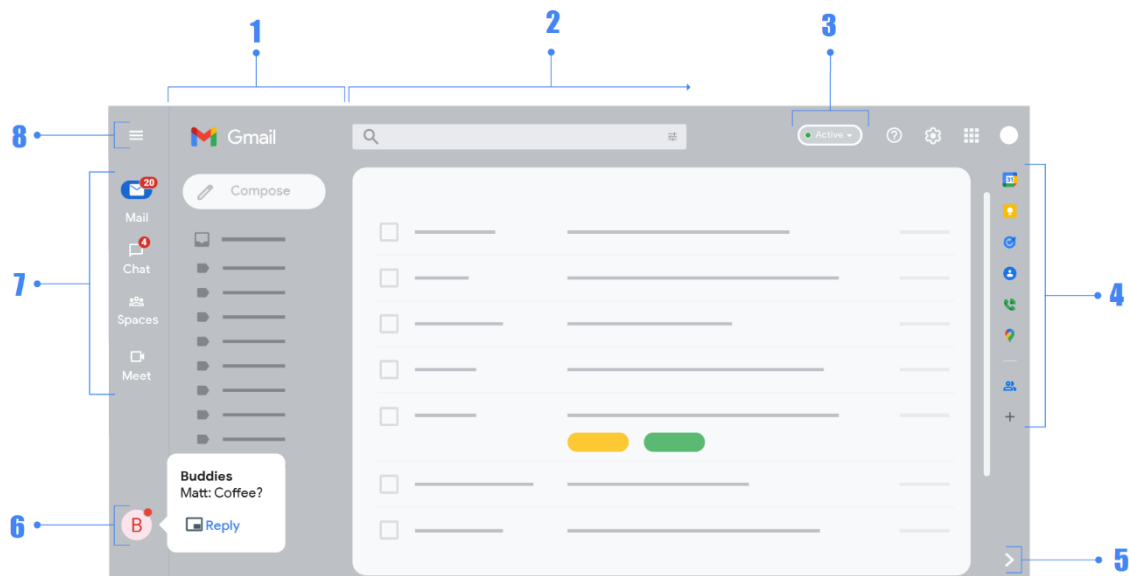 1
2
3
8
Gmail
Active
20
Mail
Compose
31
4
Chat
7
4
Spaces
Meet
Buddies
Matt: Coffee?
Reply
6
B
5